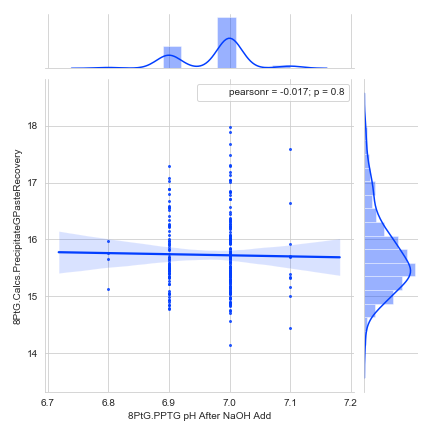 pearsonr = -0.017; p = 0.8
18
17
16
15
14
8PtG.Calcs.PrecipitateGPasteRecovery
6.7 6.8 6.9 7.0 7.1 7.2
8PtG.PPTG pH After NaOH Add